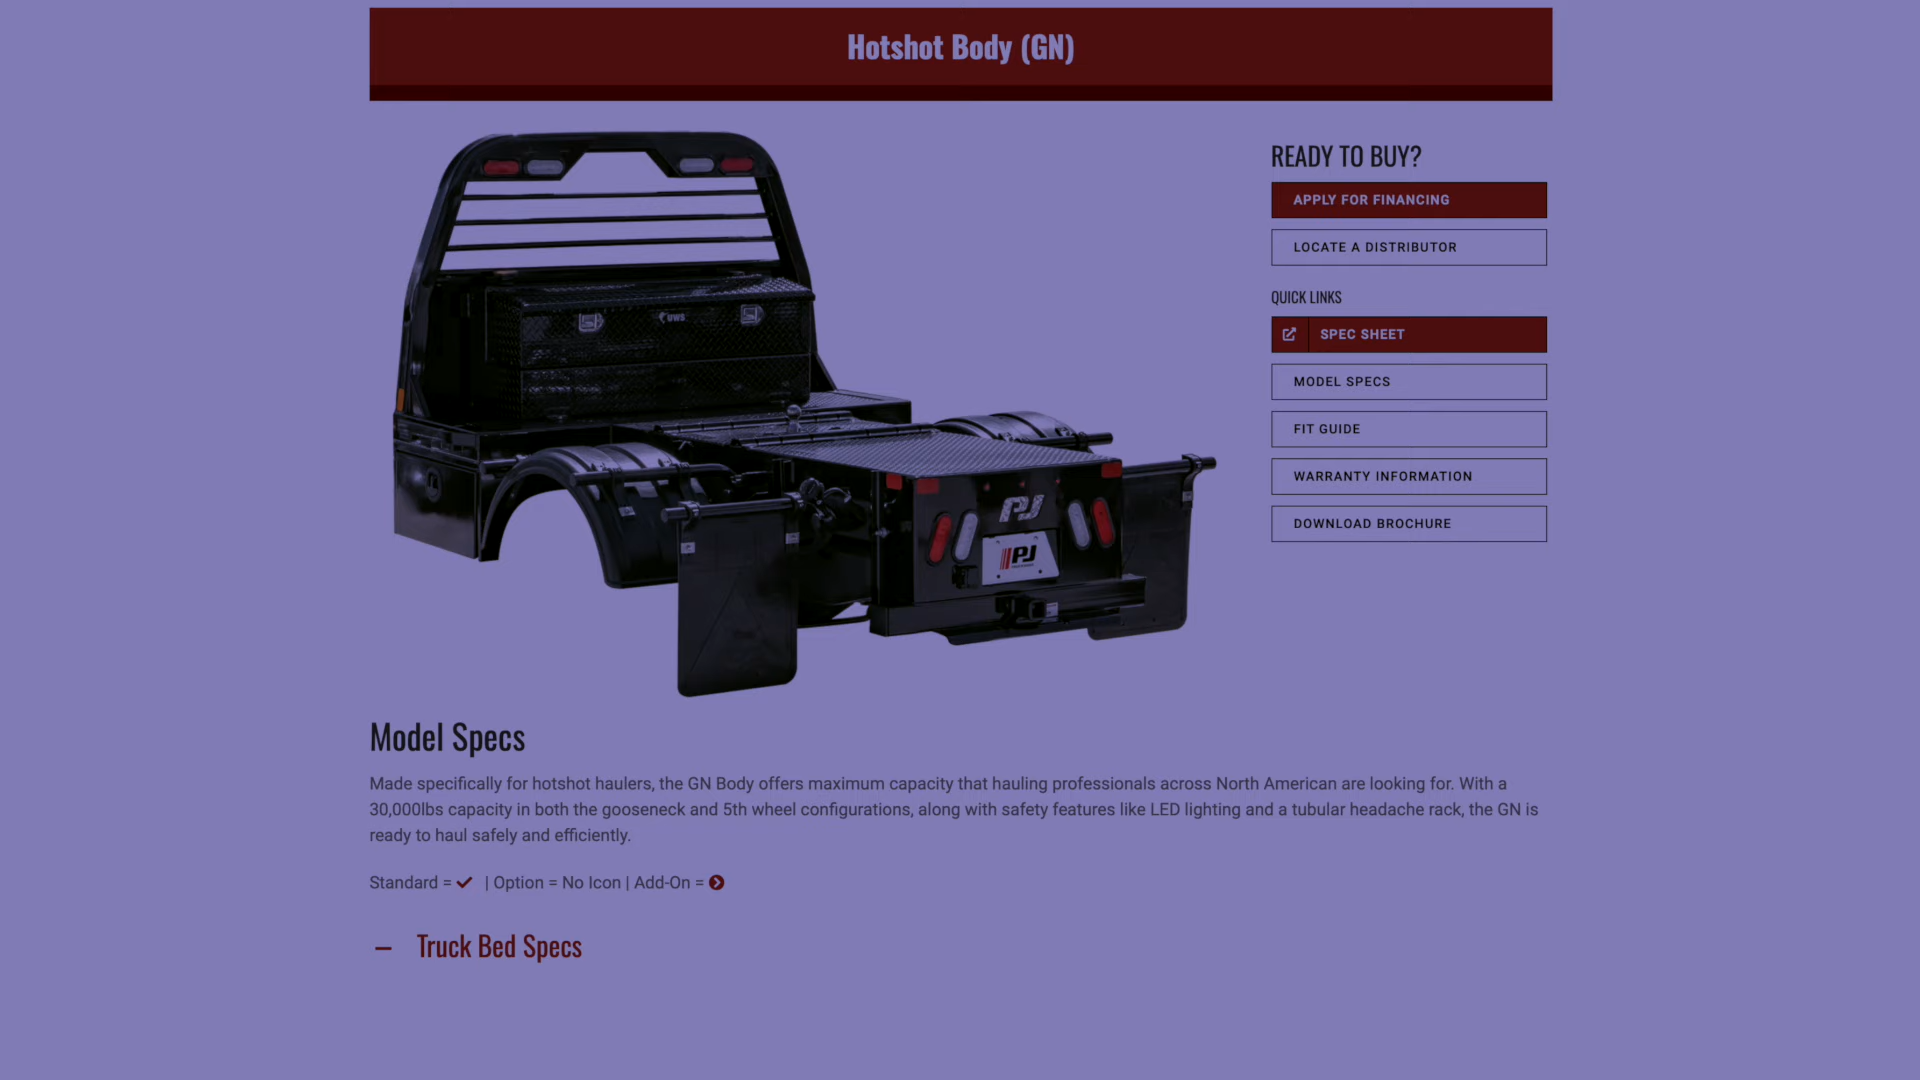 Hotshot Body (GN)
READY TO BUY?
APPLY FOR FINANCING
LOCATE A DISTRIBUTOR
QUICK LINKS
SPEC SHEET
MODEL SPECS
FIT GUIDE
WARRANTY INFORMATION
DOWNLOAD BROCHURE
UWS
PJ
PJ
Model Specs
Made specifically for hotshot haulers, the GN Body offers maximum capacity that hauling professionals across North American are looking for. With a
30,000lbs capacity in both the gooseneck and 5th wheel configurations, along with safety features like LED lighting and a tubular headache rack, the GN is
ready to haul safely and efficiently.
Standard = | Option = No Icon | Add-On =
Truck Bed Specs